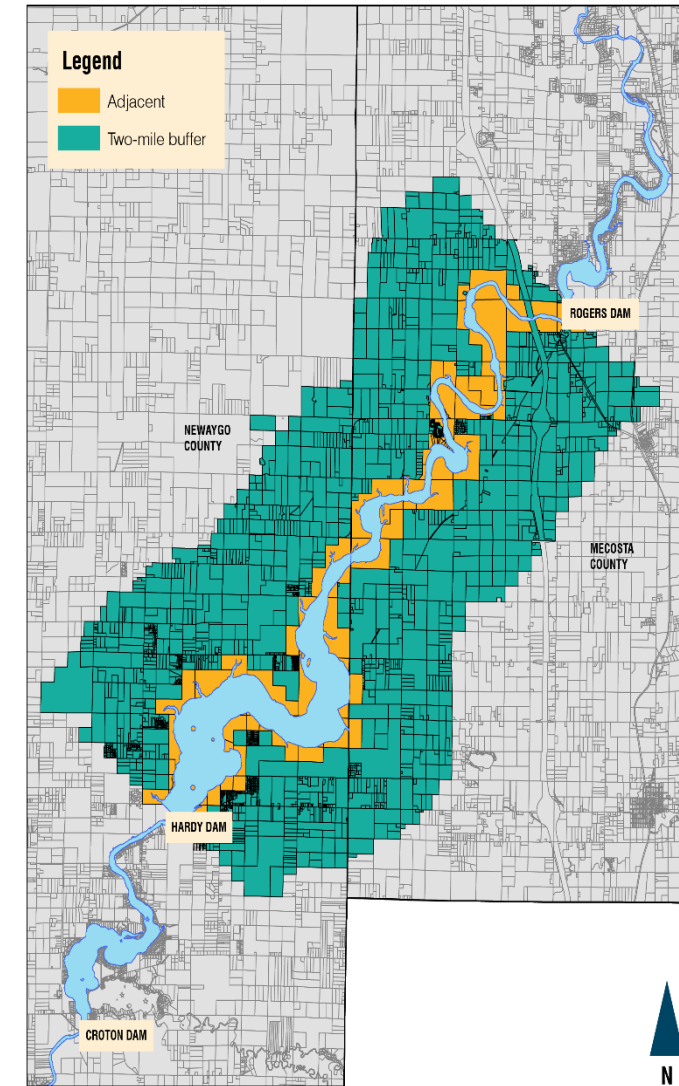 Legend
Adjacent
Two-mile buffer
ROGERS DAM
NEWAYGO
COUNTY
MECOSTA
COUNTY
HARDY DAM
CROTON DAM
N